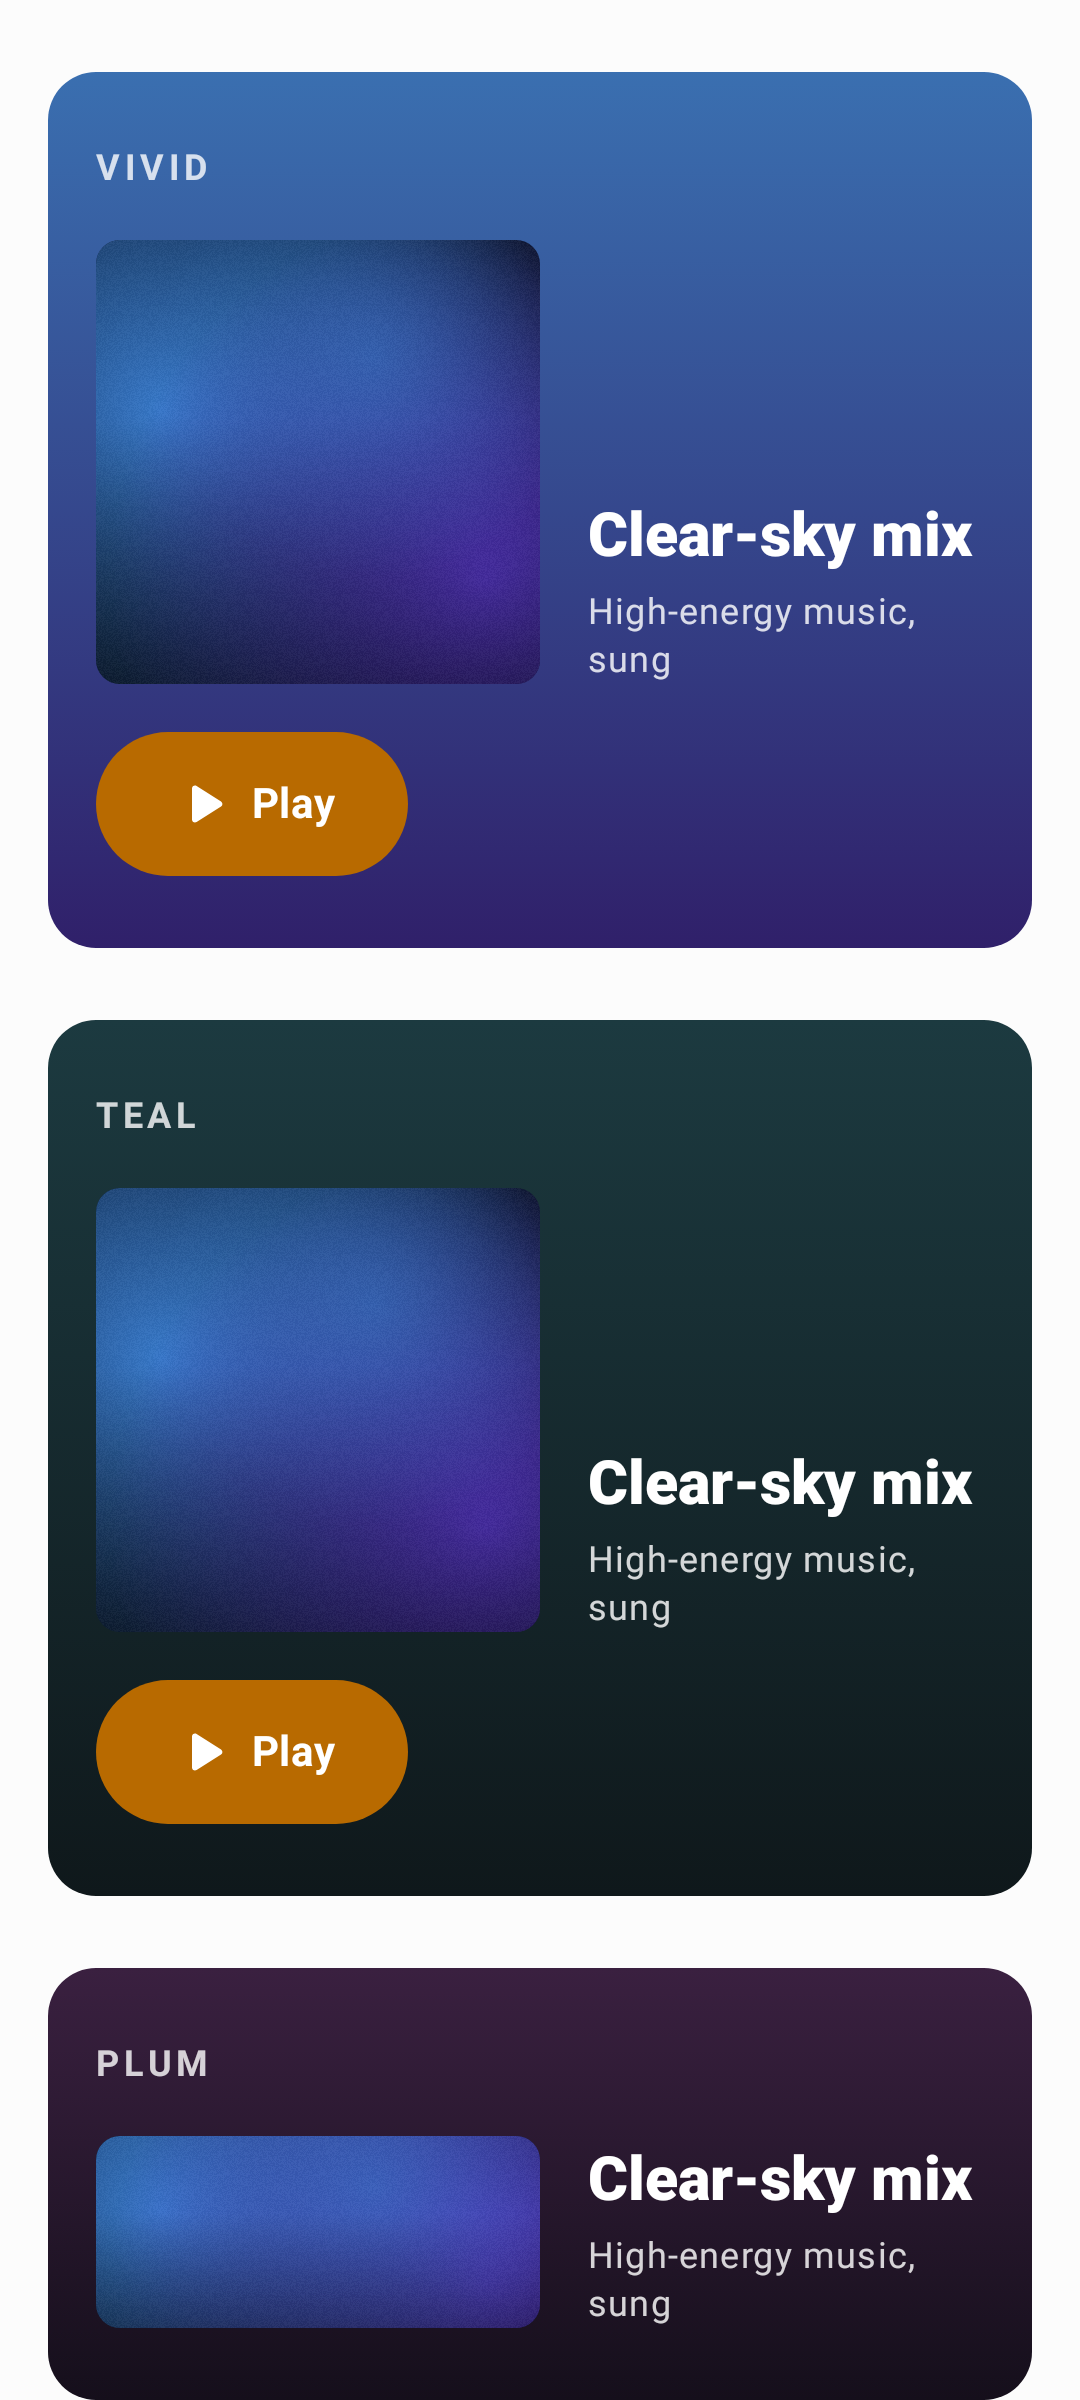 VIVID
Clear-sky mix
High-energy music,
sung
Play
TEAL
Clear-sky mix
High-energy music,
sung
Play
PLUM
Clear-sky mix
High-energy music,
sung